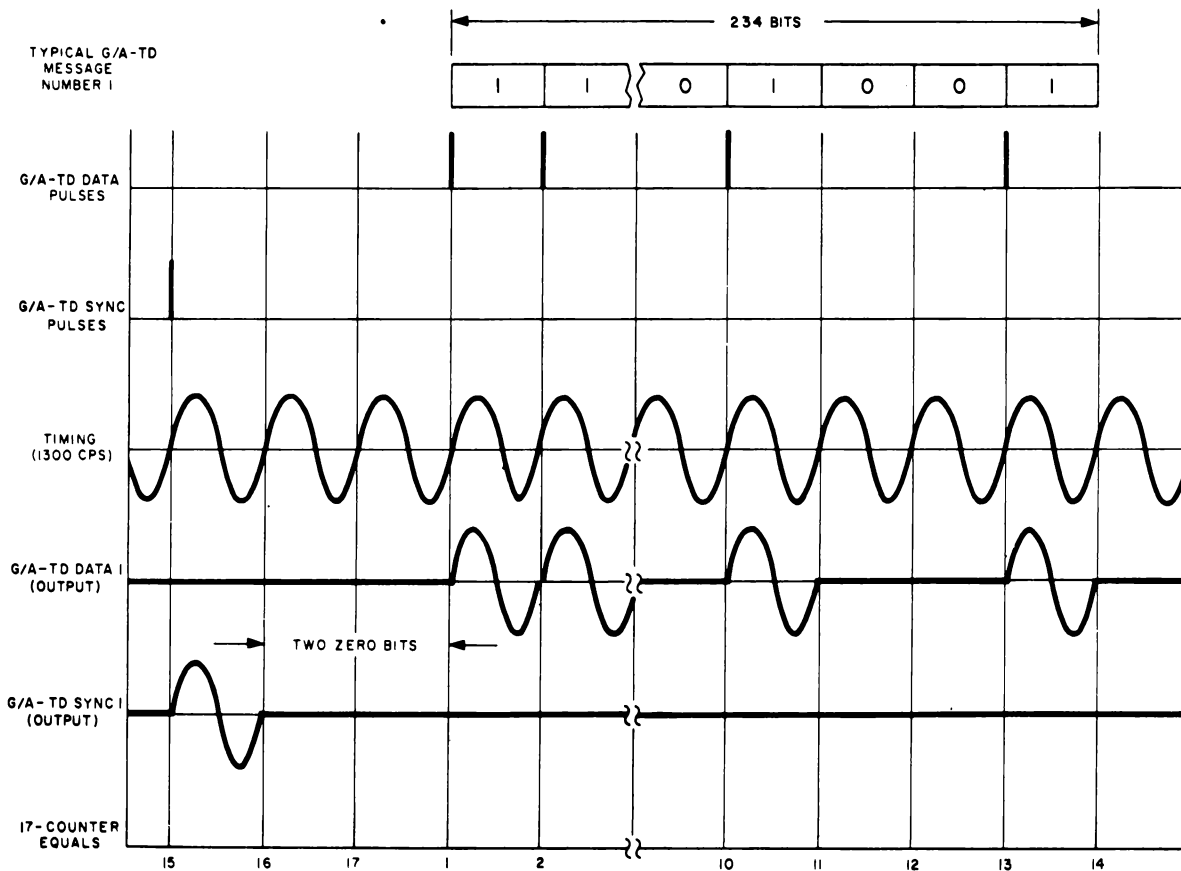 234 BITS
TYPICAL G/A-TD
MESSAGE
NUMBER 1
1 1 0 1 0 0 1
G/A-TD DATA
PULSES
G/A-TD SYNC
PULSES
TIMING
(1300 CPS)
G/A-TD DATA 1
(OUTPUT)
TWO ZERO BITS
G/A-TD SYNC 1
(OUTPUT)
17-COUNTER
EQUALS
15 16 17 1 2 10 11 12 13 14